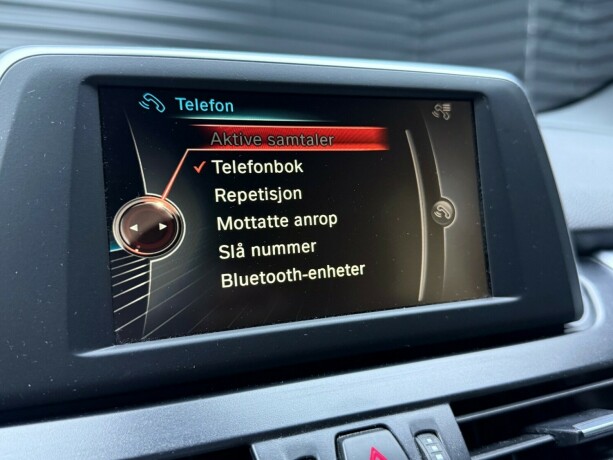 Telefon
Aktive samtaler
Telefonbok
Repetisjon
Mottatte anrop
Slå nummer
Bluetooth-enheter